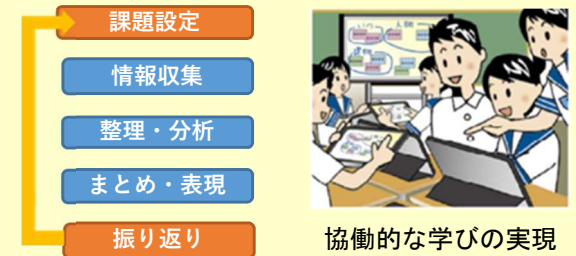 課題設定
情報収集
整理・分析
まとめ・表現
振り返り
協働的な学びの実現